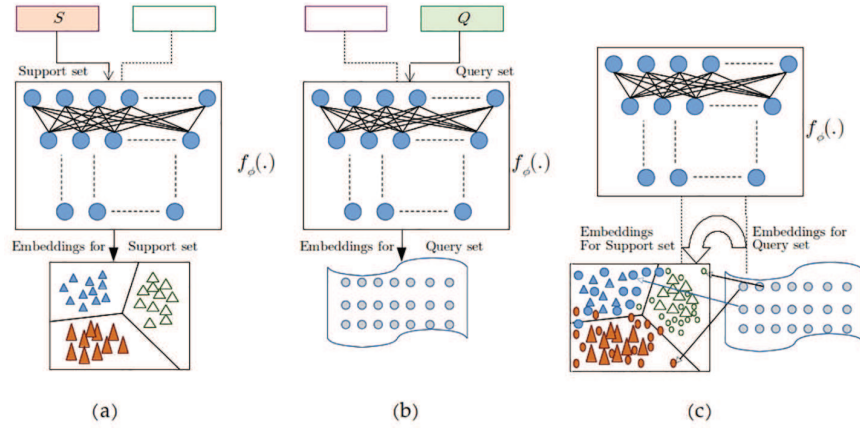 S
Support set
f_ϕ(.)
Embeddings for
Support set
(a)
Q
Query set
f_ϕ(.)
Embeddings for
Query set
(b)
f_ϕ(.)
Embeddings
For Support set
Embeddings for
Query set
(c)